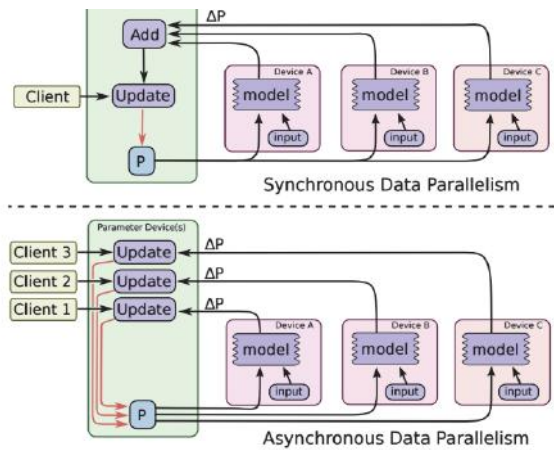 ΔP
Add
Device A
Device B
Device C
Client
Update
model
model
model
input
input
input
P
Synchronous Data Parallelism
Parameter Device(s)
Client 3
Update
ΔP
Client 2
Update
ΔP
Client 1
Update
ΔP
Device A
Device B
Device C
model
model
model
input
input
input
P
Asynchronous Data Parallelism